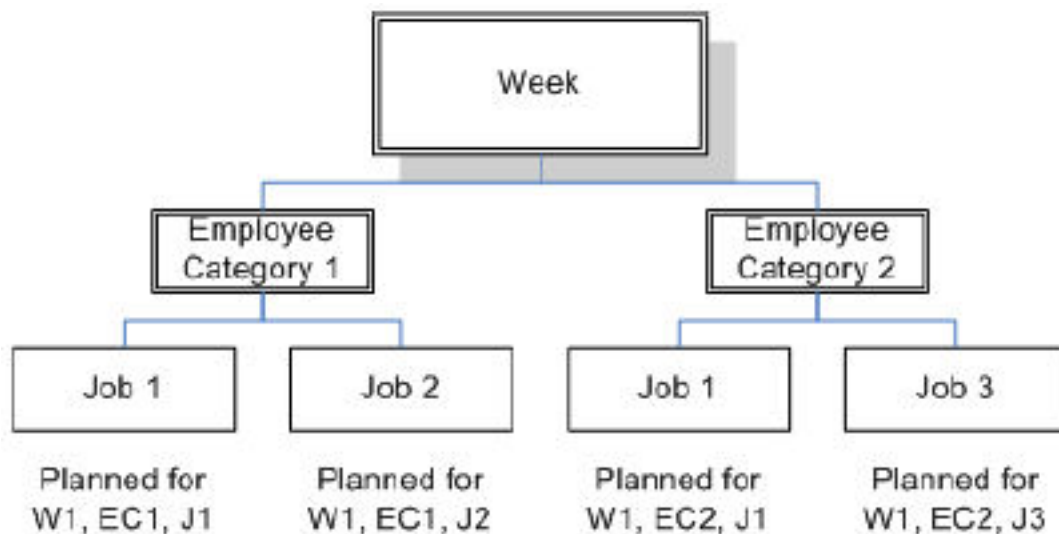 Week
Employee
Category 1
Employee
Category 2
Job 1
Job 2
Job 1
Job 3
Planned for
W1, EC1, J1
Planned for
W1, EC1, J2
Planned for
W1, EC2, J1
Planned for
W1, EC2, J3